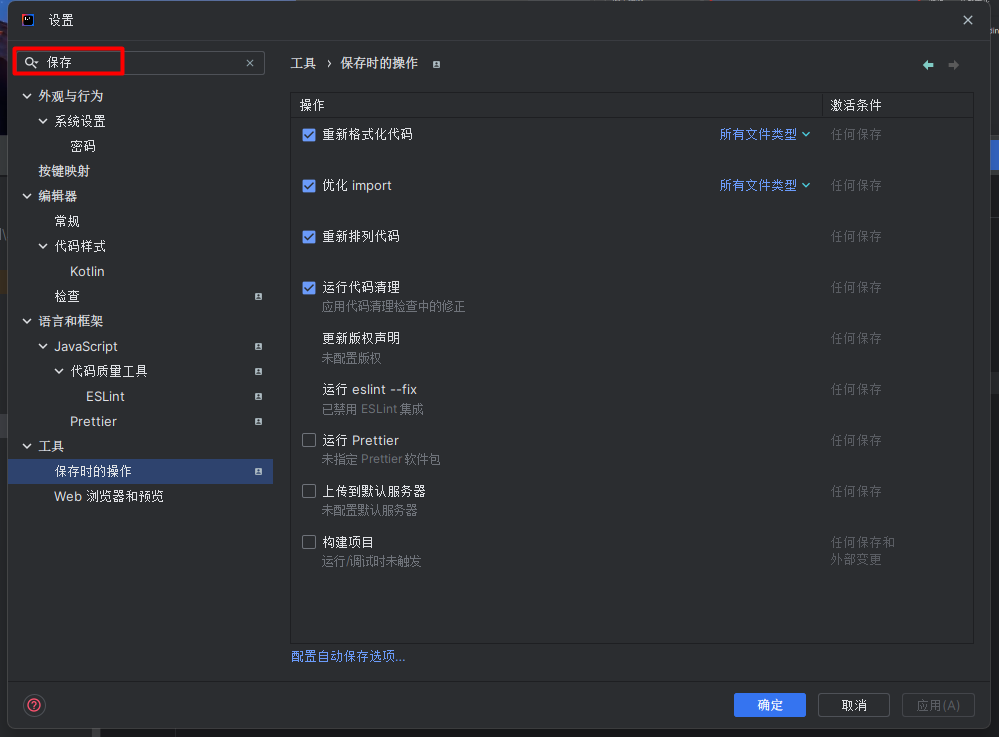 设置
保存
工具 › 保存时的操作
外观与行为
系统设置
密码
按键映射
编辑器
常规
代码样式
Kotlin
检查
语言和框架
JavaScript
代码质量工具
ESLint
Prettier
工具
保存时的操作
Web 浏览器和预览
操作 激活条件
重新格式化代码 所有文件类型 任何保存
优化 import 所有文件类型 任何保存
重新排列代码 任何保存
运行代码清理 任何保存
应用代码清理检查中的修正
更新版权声明 任何保存
未配置版权
运行 eslint --fix 任何保存
已禁用 ESLint 集成
运行 Prettier 任何保存
未指定 Prettier 软件包
上传到默认服务器 任何保存
未配置默认服务器
构建项目 任何保存和
运行/调试时未触发 外部变更
配置自动保存选项...
? 确定 取消 应用(A)